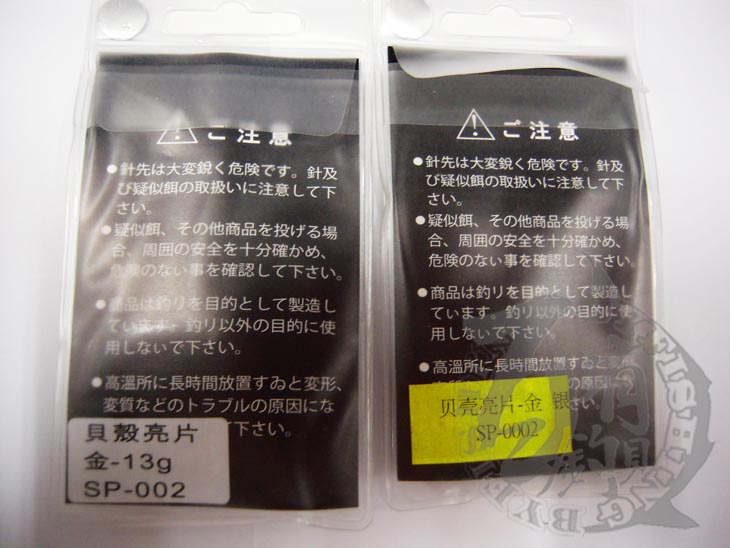 ⚠ ご注意
●針先は大変鋭く危険です。針及
び疑似餌の取扱いに注意して下
さい。
●疑似餌、その他商品を投げる場
合、周囲の安全を十分確かめ、
危険のない事を確認して下さい。
●商品は釣リを目的として製造し
ています。釣リ以外の目的に使
用しないで下さい。
●高温所に長時間放置すゐと変形、
変質などのトラブルの原因にな
て下さい。
貝殼亮片
金-13g
SP-002
⚠ ご注意
●針先は大変鋭く危険です。針及
び疑似餌の取扱いに注意して下
さい。
●疑似餌、その他商品を投げる場
合、周囲の安全を十分確かめ、
危険のない事を確認して下さい。
●商品は釣リを目的として製造し
ています。釣リ以外の目的に使
用しないで下さい。
●高温所に長時間放置すゐと変形、
さい。
贝壳亮片-金 银
SP-0002